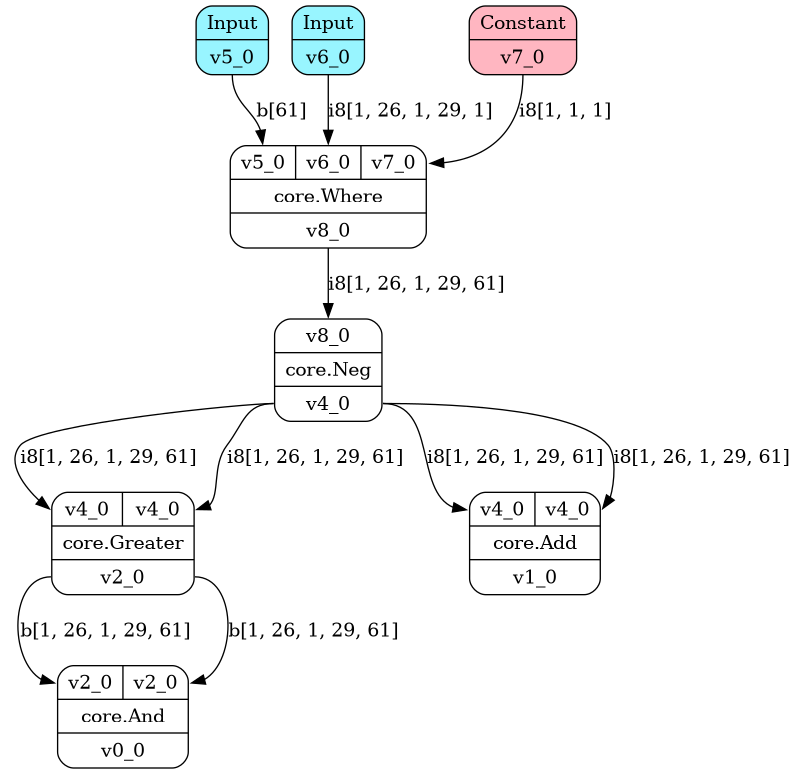 Input
v5_0
Input
v6_0
Constant
v7_0
b[61]
i8[1, 26, 1, 29, 1]
i8[1, 1, 1]
v5_0 v6_0 v7_0
core.Where
v8_0
i8[1, 26, 1, 29, 61]
v8_0
core.Neg
v4_0
i8[1, 26, 1, 29, 61] i8[1, 26, 1, 29, 61] i8[1, 26, 1, 29, 61] i8[1, 26, 1, 29, 61]
v4_0 v4_0
core.Greater
v2_0
v4_0 v4_0
core.Add
v1_0
b[1, 26, 1, 29, 61] b[1, 26, 1, 29, 61]
v2_0 v2_0
core.And
v0_0